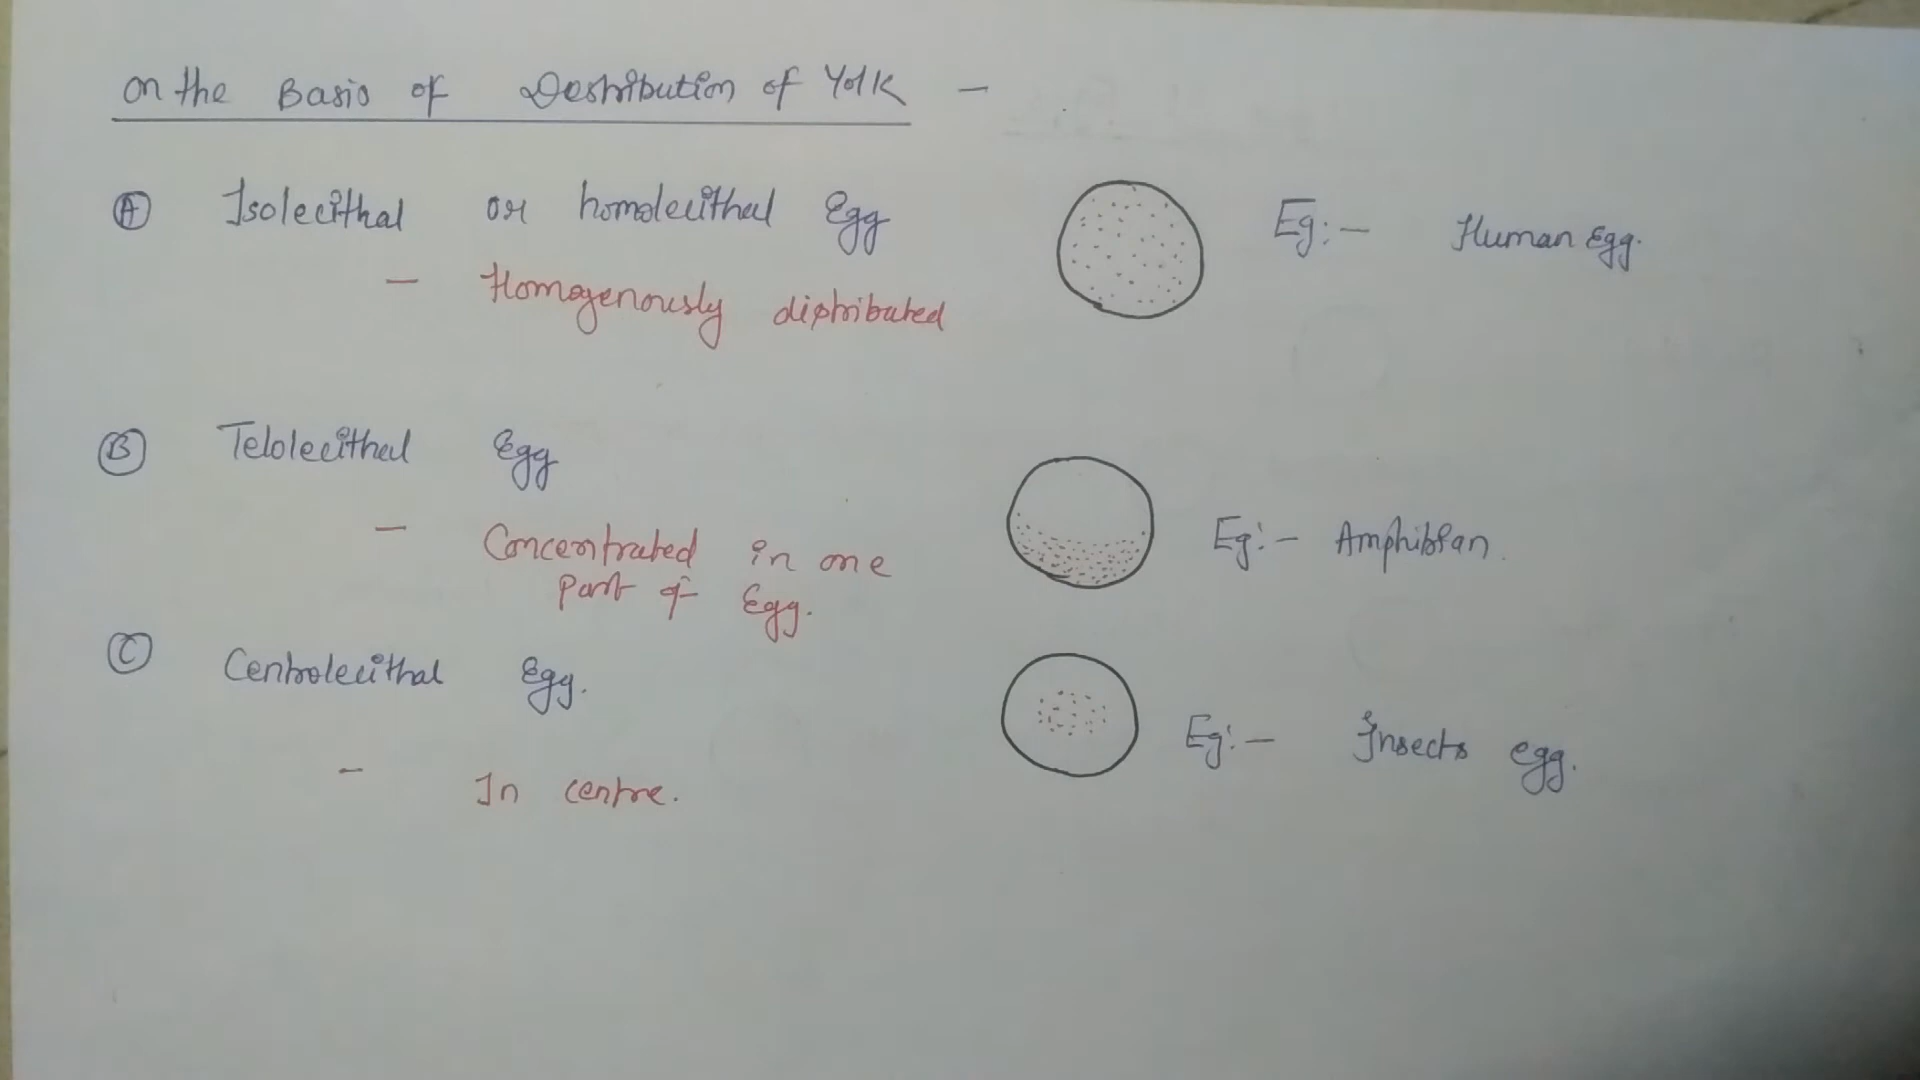 on the Basis of Destribution of Yolk -
A Isolecithal or homolecithal Egg Eg:- Human Egg.
- Homogenously distributed
B Telolecithal Egg
- Concentrated in one Eg:- Amphibian.
part of Egg.
C Centrolecithal Egg.
Eg:- Insects egg.
- In centre.